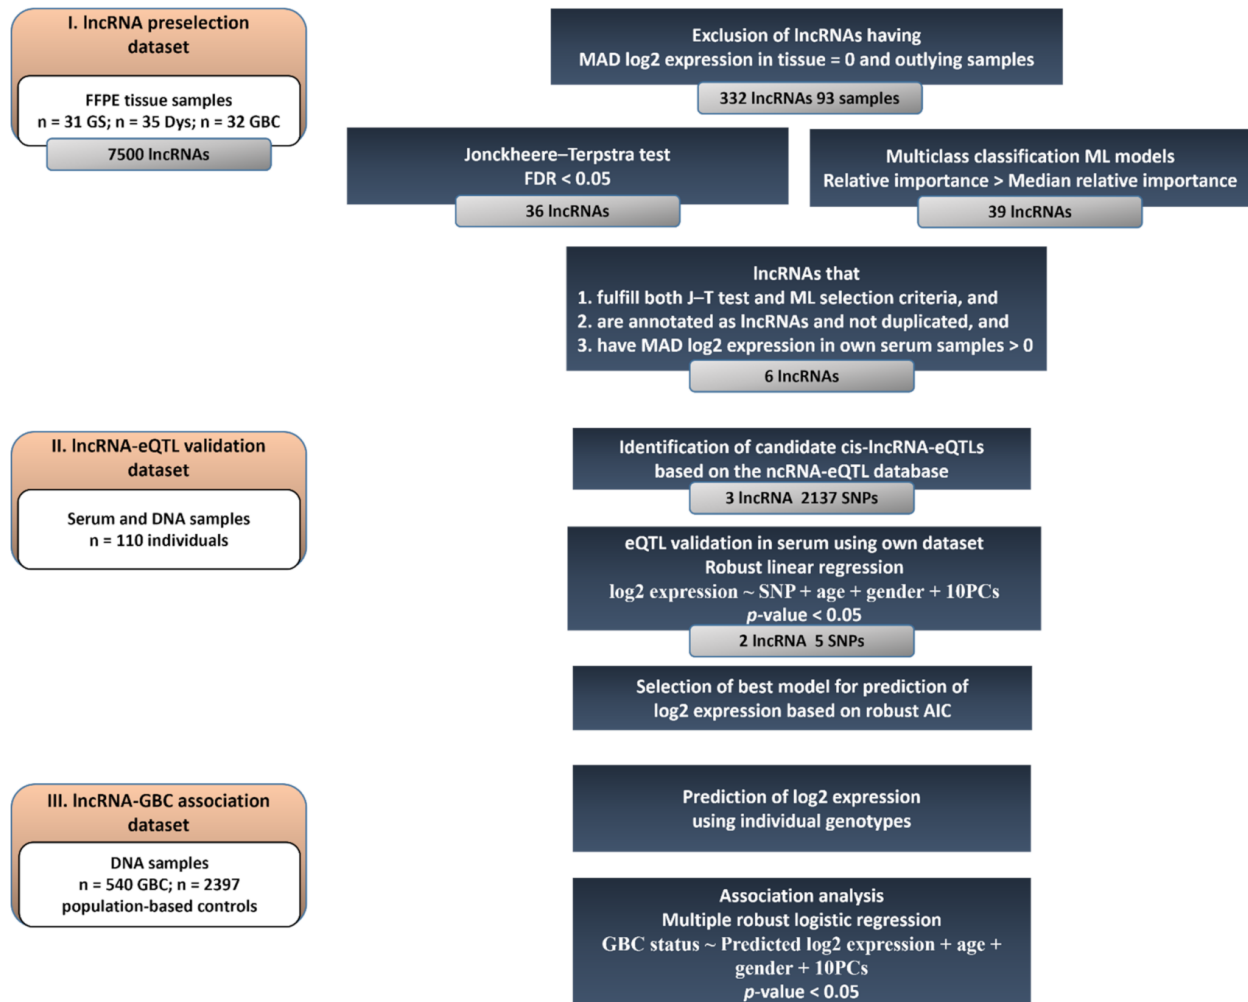 I. lncRNA preselection
dataset
FFPE tissue samples
n = 31 GS; n = 35 Dys; n = 32 GBC
7500 lncRNAs
Exclusion of lncRNAs having
MAD log2 expression in tissue = 0 and outlying samples
332 lncRNAs 93 samples
Jonckheere–Terpstra test
FDR < 0.05
36 lncRNAs
Multiclass classification ML models
Relative importance > Median relative importance
39 lncRNAs
lncRNAs that
1. fulfill both J–T test and ML selection criteria, and
2. are annotated as lncRNAs and not duplicated, and
3. have MAD log2 expression in own serum samples > 0
6 lncRNAs
II. lncRNA-eQTL validation
dataset
Serum and DNA samples
n = 110 individuals
Identification of candidate cis-lncRNA-eQTLs
based on the ncRNA-eQTL database
3 lncRNA 2137 SNPs
eQTL validation in serum using own dataset
Robust linear regression
log2 expression ~ SNP + age + gender + 10PCs
p-value < 0.05
2 lncRNA 5 SNPs
Selection of best model for prediction of
log2 expression based on robust AIC
III. lncRNA-GBC association
dataset
DNA samples
n = 540 GBC; n = 2397
population-based controls
Prediction of log2 expression
using individual genotypes
Association analysis
Multiple robust logistic regression
GBC status ~ Predicted log2 expression + age +
gender + 10PCs
p-value < 0.05